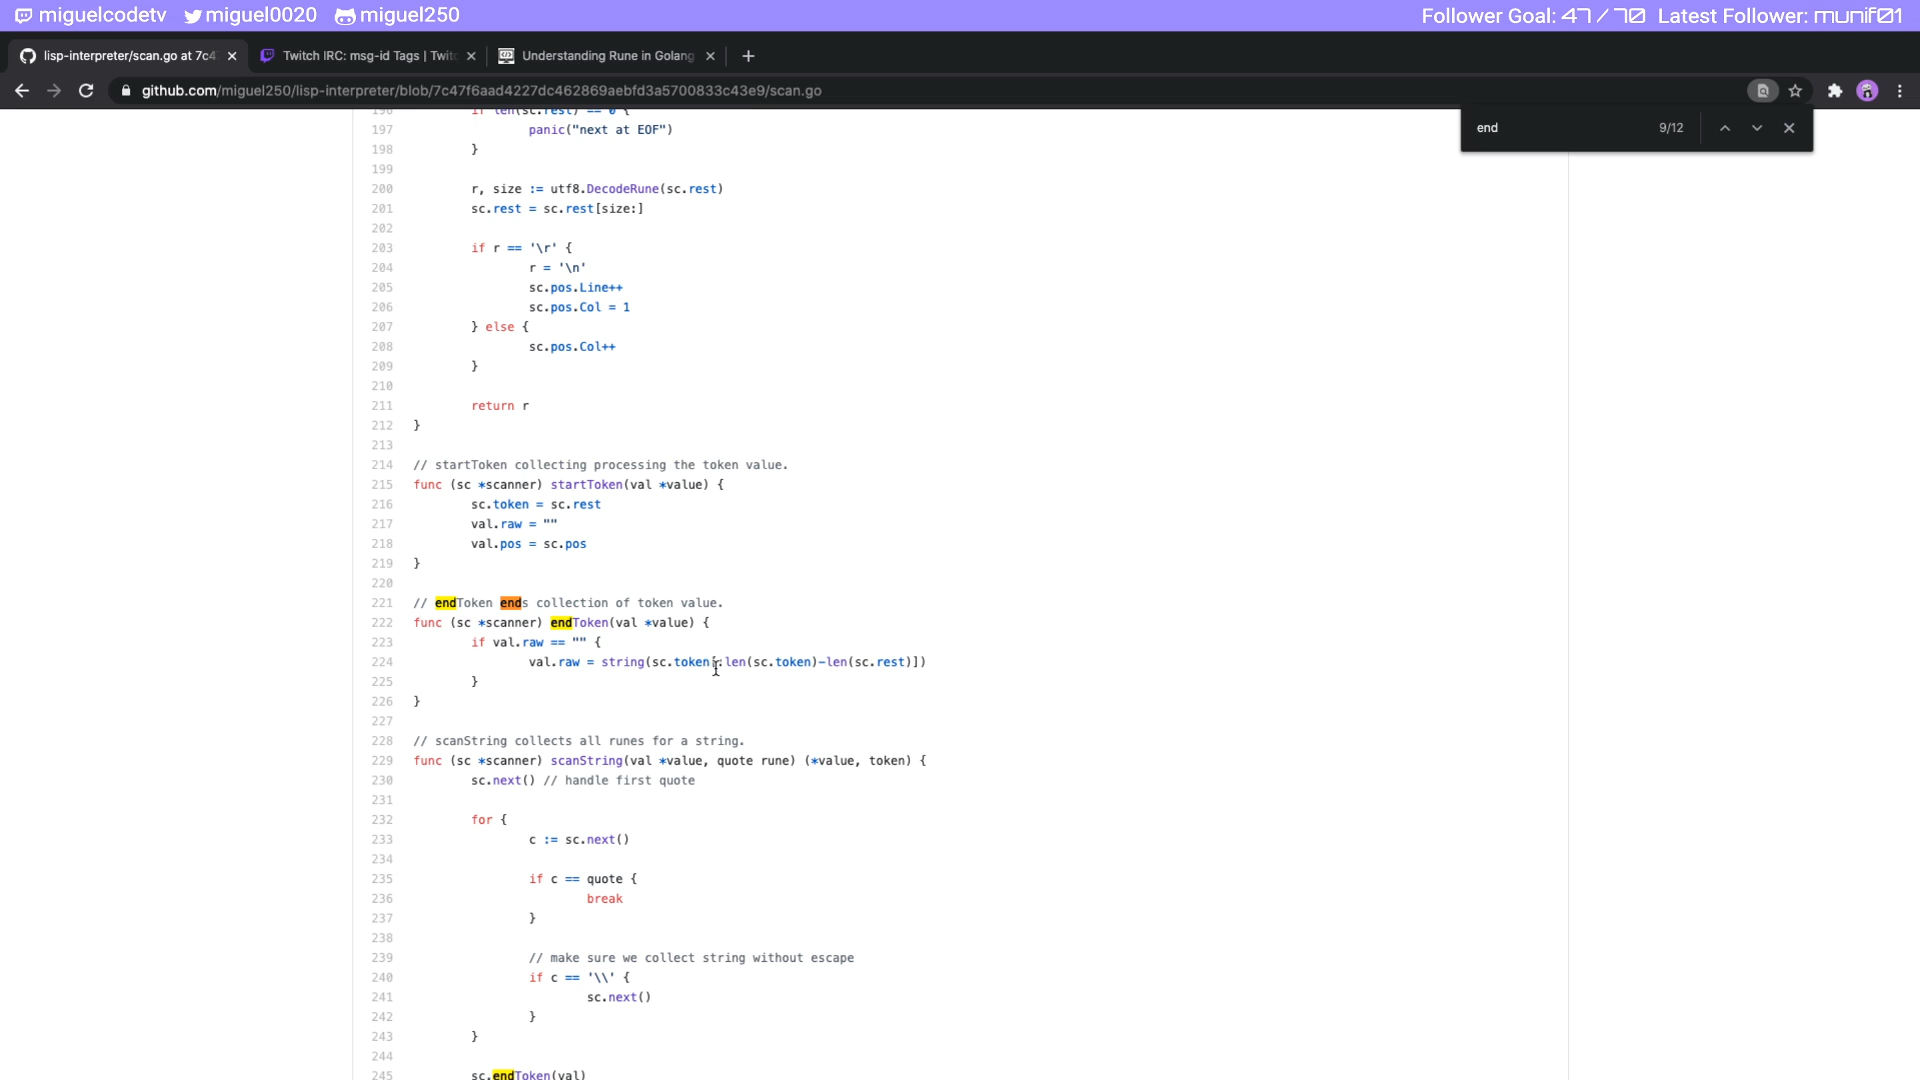 miguelcodetv miguel0020 miguel250 Follower Goal: 47 / 70 Latest Follower: munif01
lisp-interpreter/scan.go at 7c4 Twitch IRC: msg-id Tags | Twit Understanding Rune in Golang
github.com/miguel250/lisp-interpreter/blob/7c47f6aad4227dc462869aebfd3a5700833c43e9/scan.go
end 9/12
196 if len(sc.rest) == 0 {
197 panic("next at EOF")
198 }
199
200 r, size := utf8.DecodeRune(sc.rest)
201 sc.rest = sc.rest[size:]
202
203 if r == '\r' {
204 r = '\n'
205 sc.pos.Line++
206 sc.pos.Col = 1
207 } else {
208 sc.pos.Col++
209 }
210
211 return r
212 }
213
214 // startToken collecting processing the token value.
215 func (sc *scanner) startToken(val *value) {
216 sc.token = sc.rest
217 val.raw = ""
218 val.pos = sc.pos
219 }
220
221 // endToken ends collection of token value.
222 func (sc *scanner) endToken(val *value) {
223 if val.raw == "" {
224 val.raw = string(sc.token[:len(sc.token)-len(sc.rest)])
225 }
226 }
227
228 // scanString collects all runes for a string.
229 func (sc *scanner) scanString(val *value, quote rune) (*value, token) {
230 sc.next() // handle first quote
231
232 for {
233 c := sc.next()
234
235 if c == quote {
236 break
237 }
238
239 // make sure we collect string without escape
240 if c == '\\' {
241 sc.next()
242 }
243 }
244
245 sc.endToken(val)